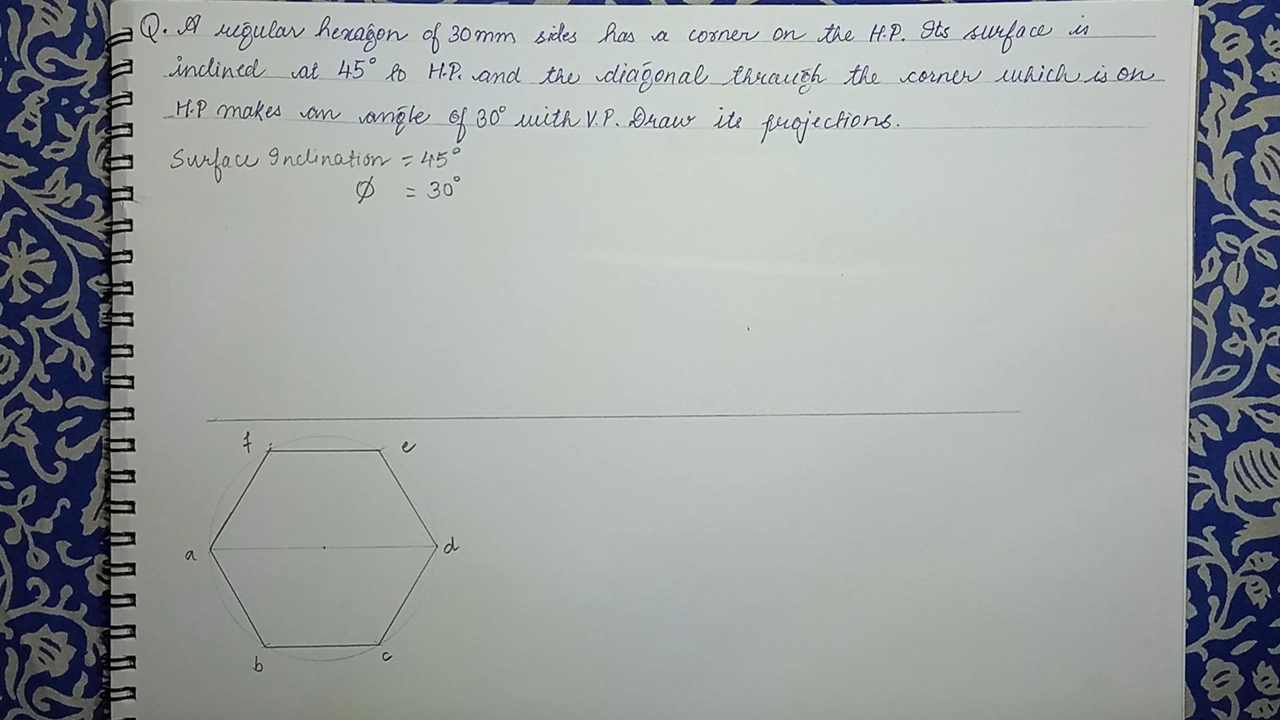 Q. A regular hexagon of 30mm sides has a corner on the H.P. Its surface is
inclined at 45° to H.P. and the diagonal through the corner which is on
H.P makes an angle of 30° with V.P. Draw its projections.
Surface Inclination = 45°
Ø = 30°
f e
a d
b c